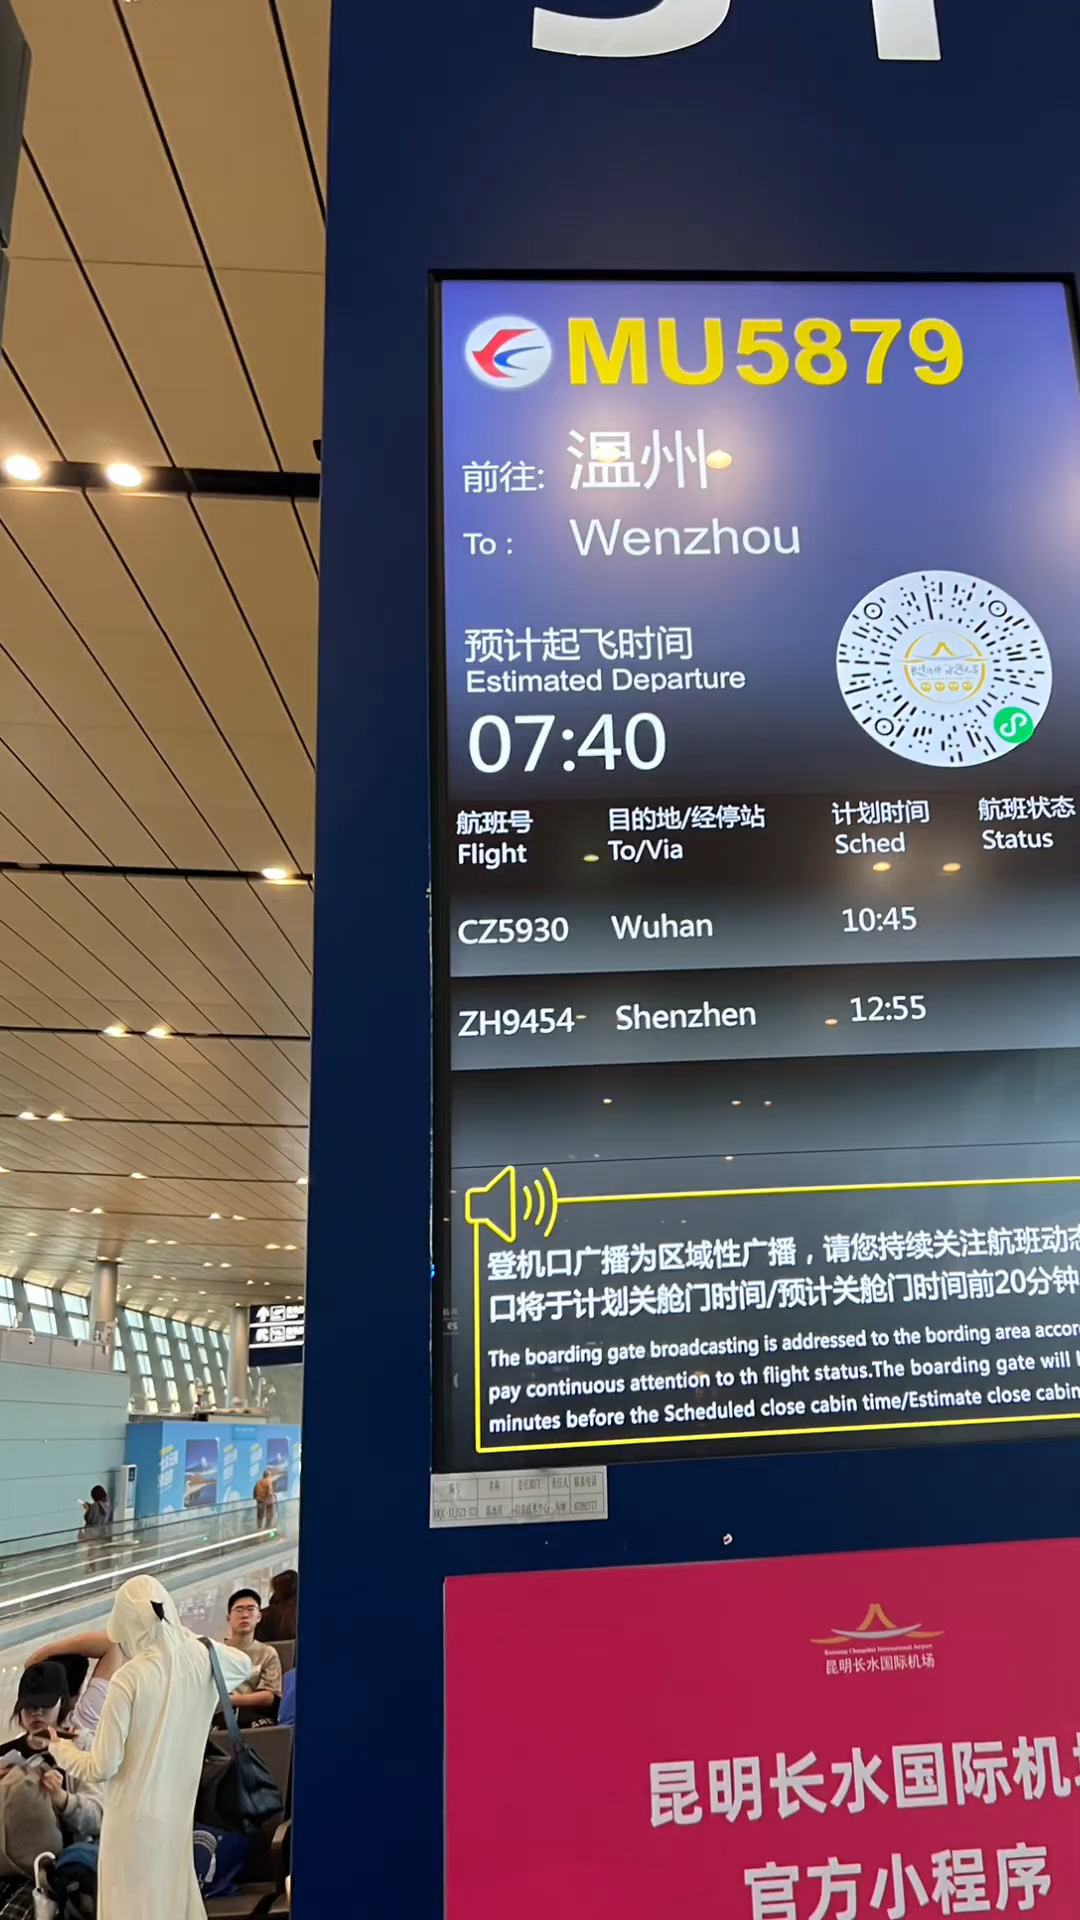 MU5879
前往: 温州
To : Wenzhou
预计起飞时间
Estimated Departure
07:40
航班号 目的地/经停站 计划时间 航班状态
Flight To/Via Sched Status
CZ5930 Wuhan 10:45
ZH9454 Shenzhen 12:55
登机口广播为区域性广播，请您持续关注航班动态
口将于计划关舱门时间/预计关舱门时间前20分钟
The boarding gate broadcasting is addressed to the bording area accor
pay continuous attention to th flight status.The boarding gate will
minutes before the Scheduled close cabin time/Estimate close cabin
Kunming Changshui International Airport
昆明长水国际机场
昆明长水国际机场
官方小程序